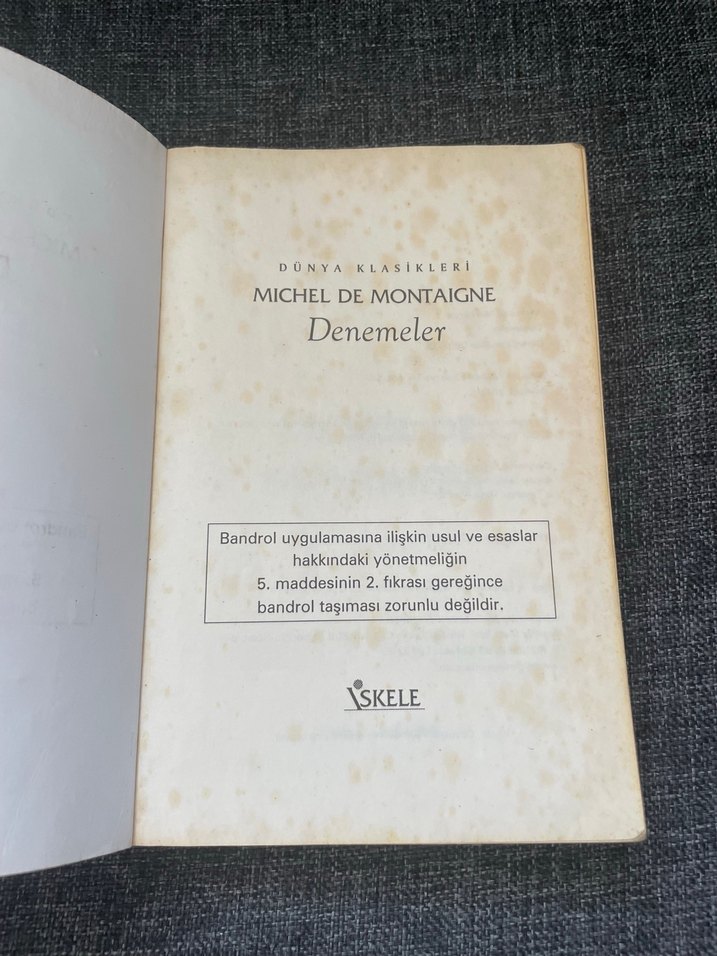 DÜNYA KLASİKLERİ
MICHEL DE MONTAIGNE
Denemeler
Bandrol uygulamasına ilişkin usul ve esaslar
hakkındaki yönetmeliğin
5. maddesinin 2. fıkrası gereğince
bandrol taşıması zorunlu değildir.
İSKELE